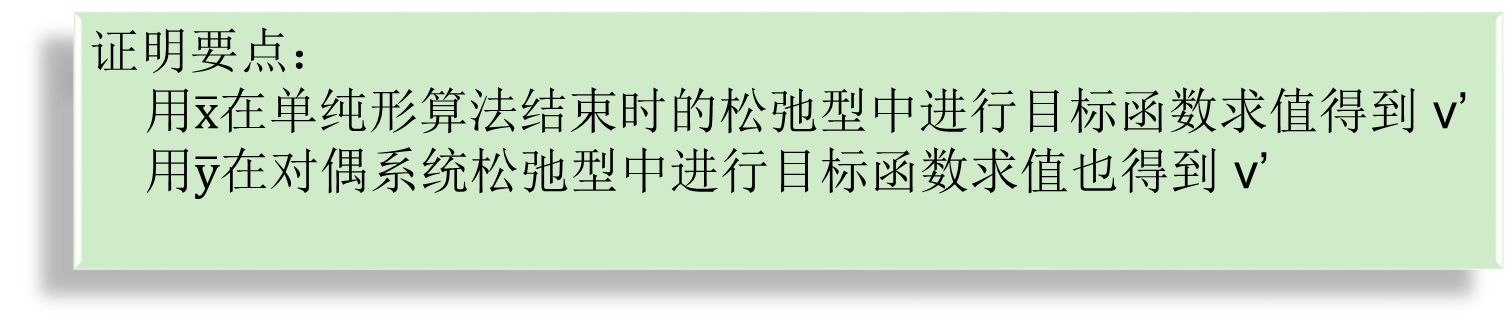 证明要点：
用x̄在单纯形算法结束时的松弛型中进行目标函数求值得到 v’
用ȳ在对偶系统松弛型中进行目标函数求值也得到 v’